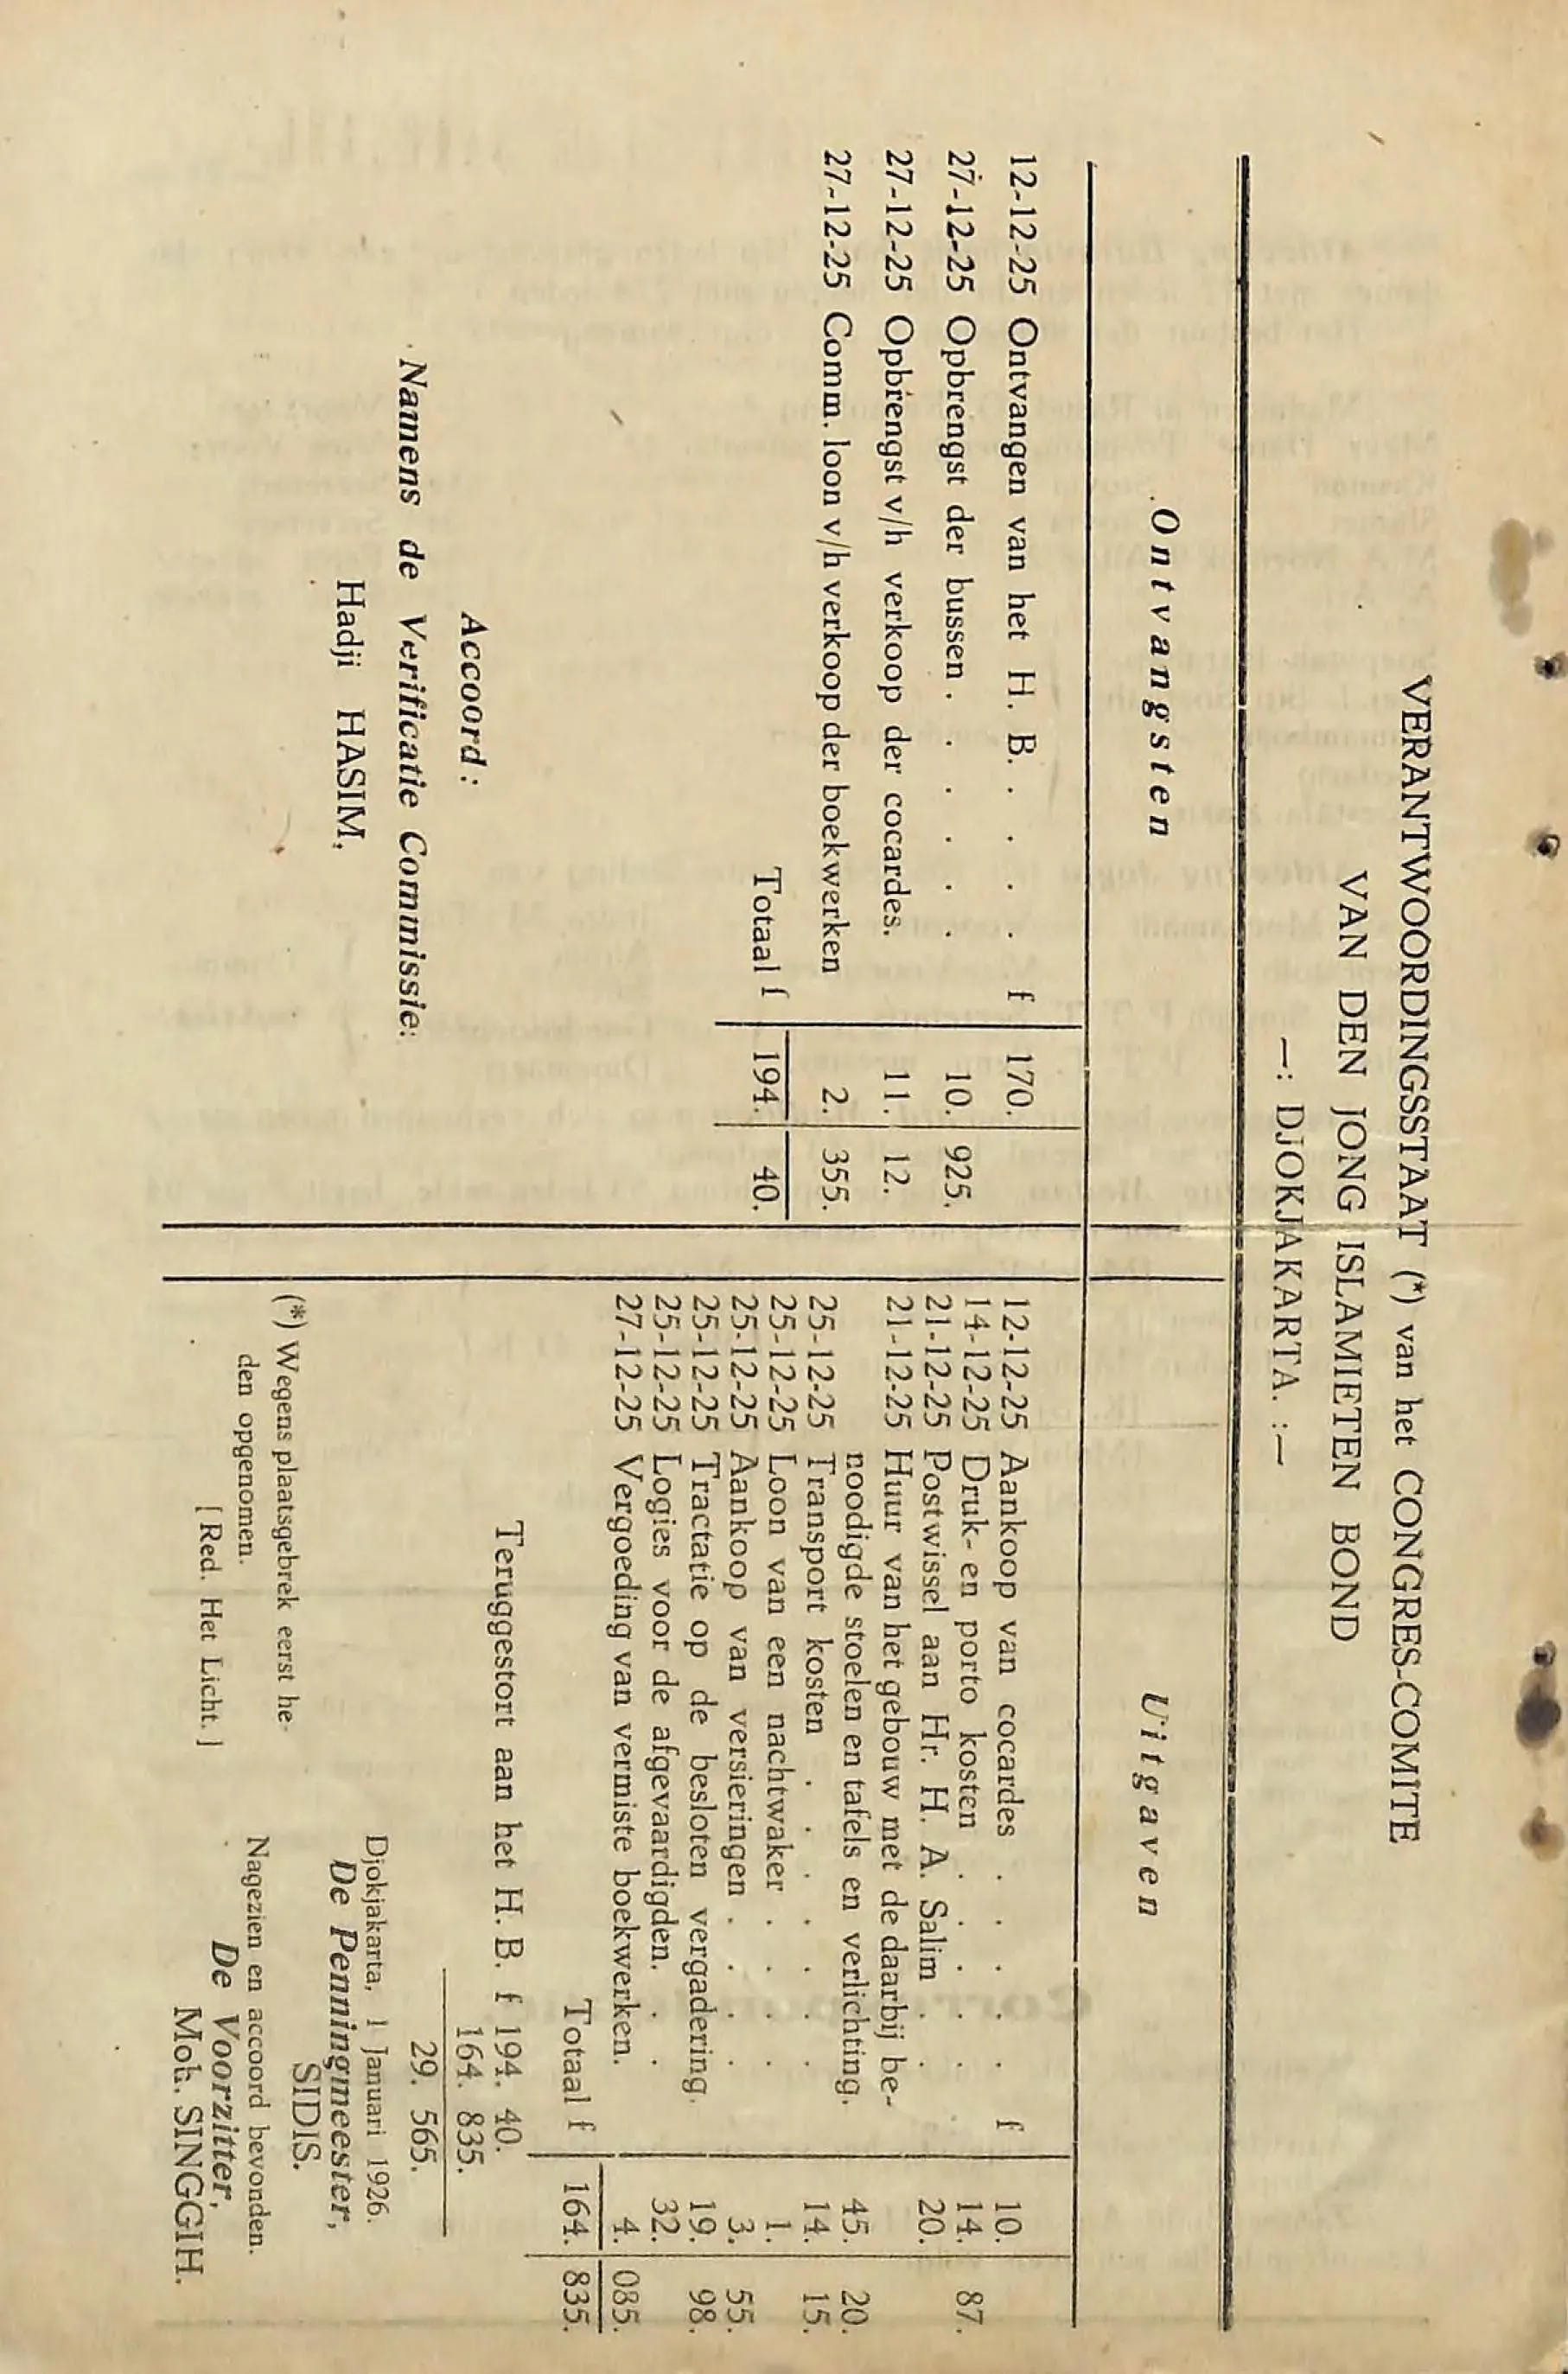 VERANTWOORDINGSSTAAT (*) van het CONGRES-COMITE
VAN DEN JONG ISLAMIETEN BOND
—: DJOKJAKARTA. :—
Ontvangsten
12-12-25 Ontvangen van het H. B. . . . . f 170.
27-12-25 Opbrengst der bussen . . . . . . 10. 925.
27-12-25 Opbrengst v/h verkoop der cocardes. 11. 12.
27-12-25 Comm. loon v/h verkoop der boekwerken 2. 355.
Totaal f 194. 40.
Accoord:
Namens de Verificatie Commissie:
Hadji HASIM.
Uitgaven
12-12-25 Aankoop van cocardes . . . . . f 10.
14-12-25 Druk- en porto kosten . . . . . 14. 87.
21-12-25 Postwissel aan Hr. H. A. Salim . . 20.
21-12-25 Huur van het gebouw met de daarbij be-
noodigde stoelen en tafels en verlichting. 45. 20.
25-12-25 Transport kosten . . . . . . . 14. 15.
25-12-25 Loon van een nachtwaker . . . . 1.
25-12-25 Aankoop van versieringen . . . . 3. 55.
25-12-25 Tractatie op de besloten vergadering. 19. 98.
25-12-25 Logies voor de afgevaardigden. . . 32.
27-12-25 Vergoeding van vermiste boekwerken. 4. 085.
Totaal f 164. 835.
Teruggestort aan het H. B. f 194. 40.
164. 835.
29. 565.
Djokjakarta, 1 Januari 1926.
De Penningmeester,
SIDIS.
Nagezien en accoord bevonden.
De Voorzitter,
Moh. SINGGIH.
(*) Wegens plaatsgebrek eerst he-
den opgenomen.
[ Red. Het Licht. ]